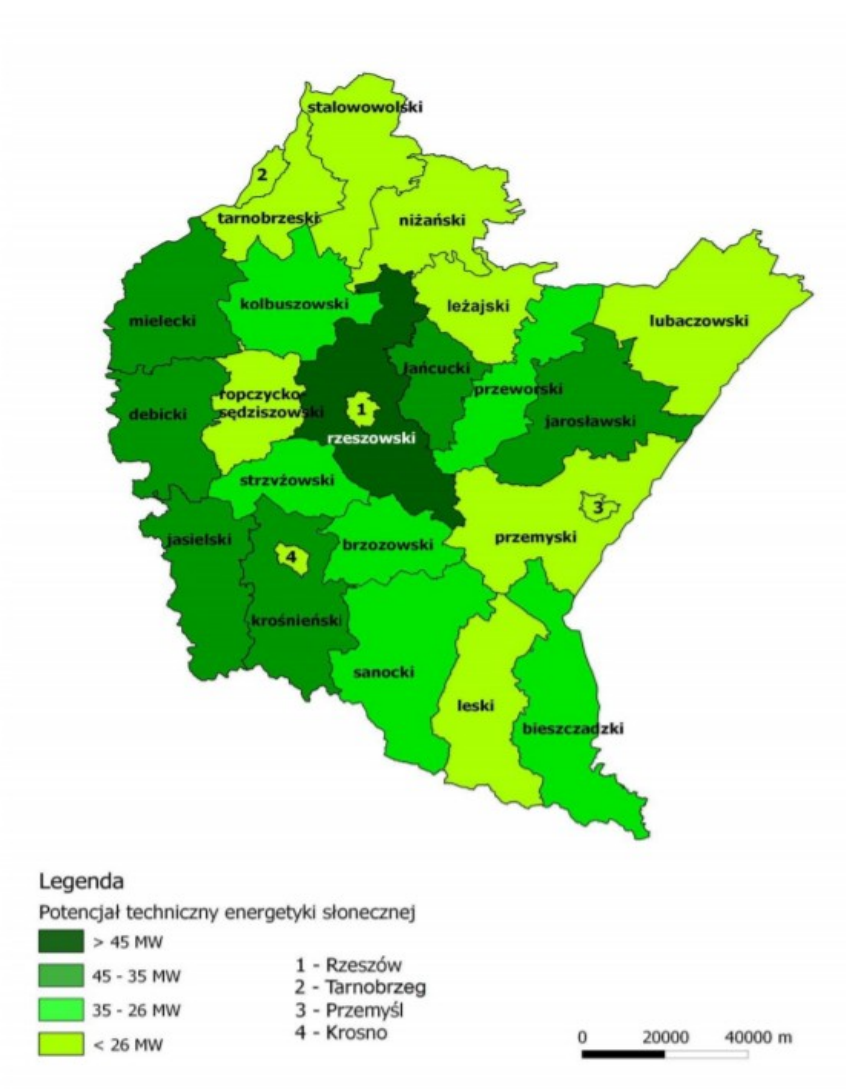 stalowowolski
2
tarnobrzeski
niżański
kolbuszowski
leżajski
mielecki
lubaczowski
łańcucki
ropczycko-
sędziszowski
1
przeworski
debicki
jarosławski
rzeszowski
strzyżowski
3
jasielski
brzozowski
przemyski
4
krośnieński
sanocki
leski
bieszczadzki
Legenda
Potencjał techniczny energetyki słonecznej
> 45 MW
45 - 35 MW
35 - 26 MW
< 26 MW
1 - Rzeszów
2 - Tarnobrzeg
3 - Przemyśl
4 - Krosno
0 20000 40000 m